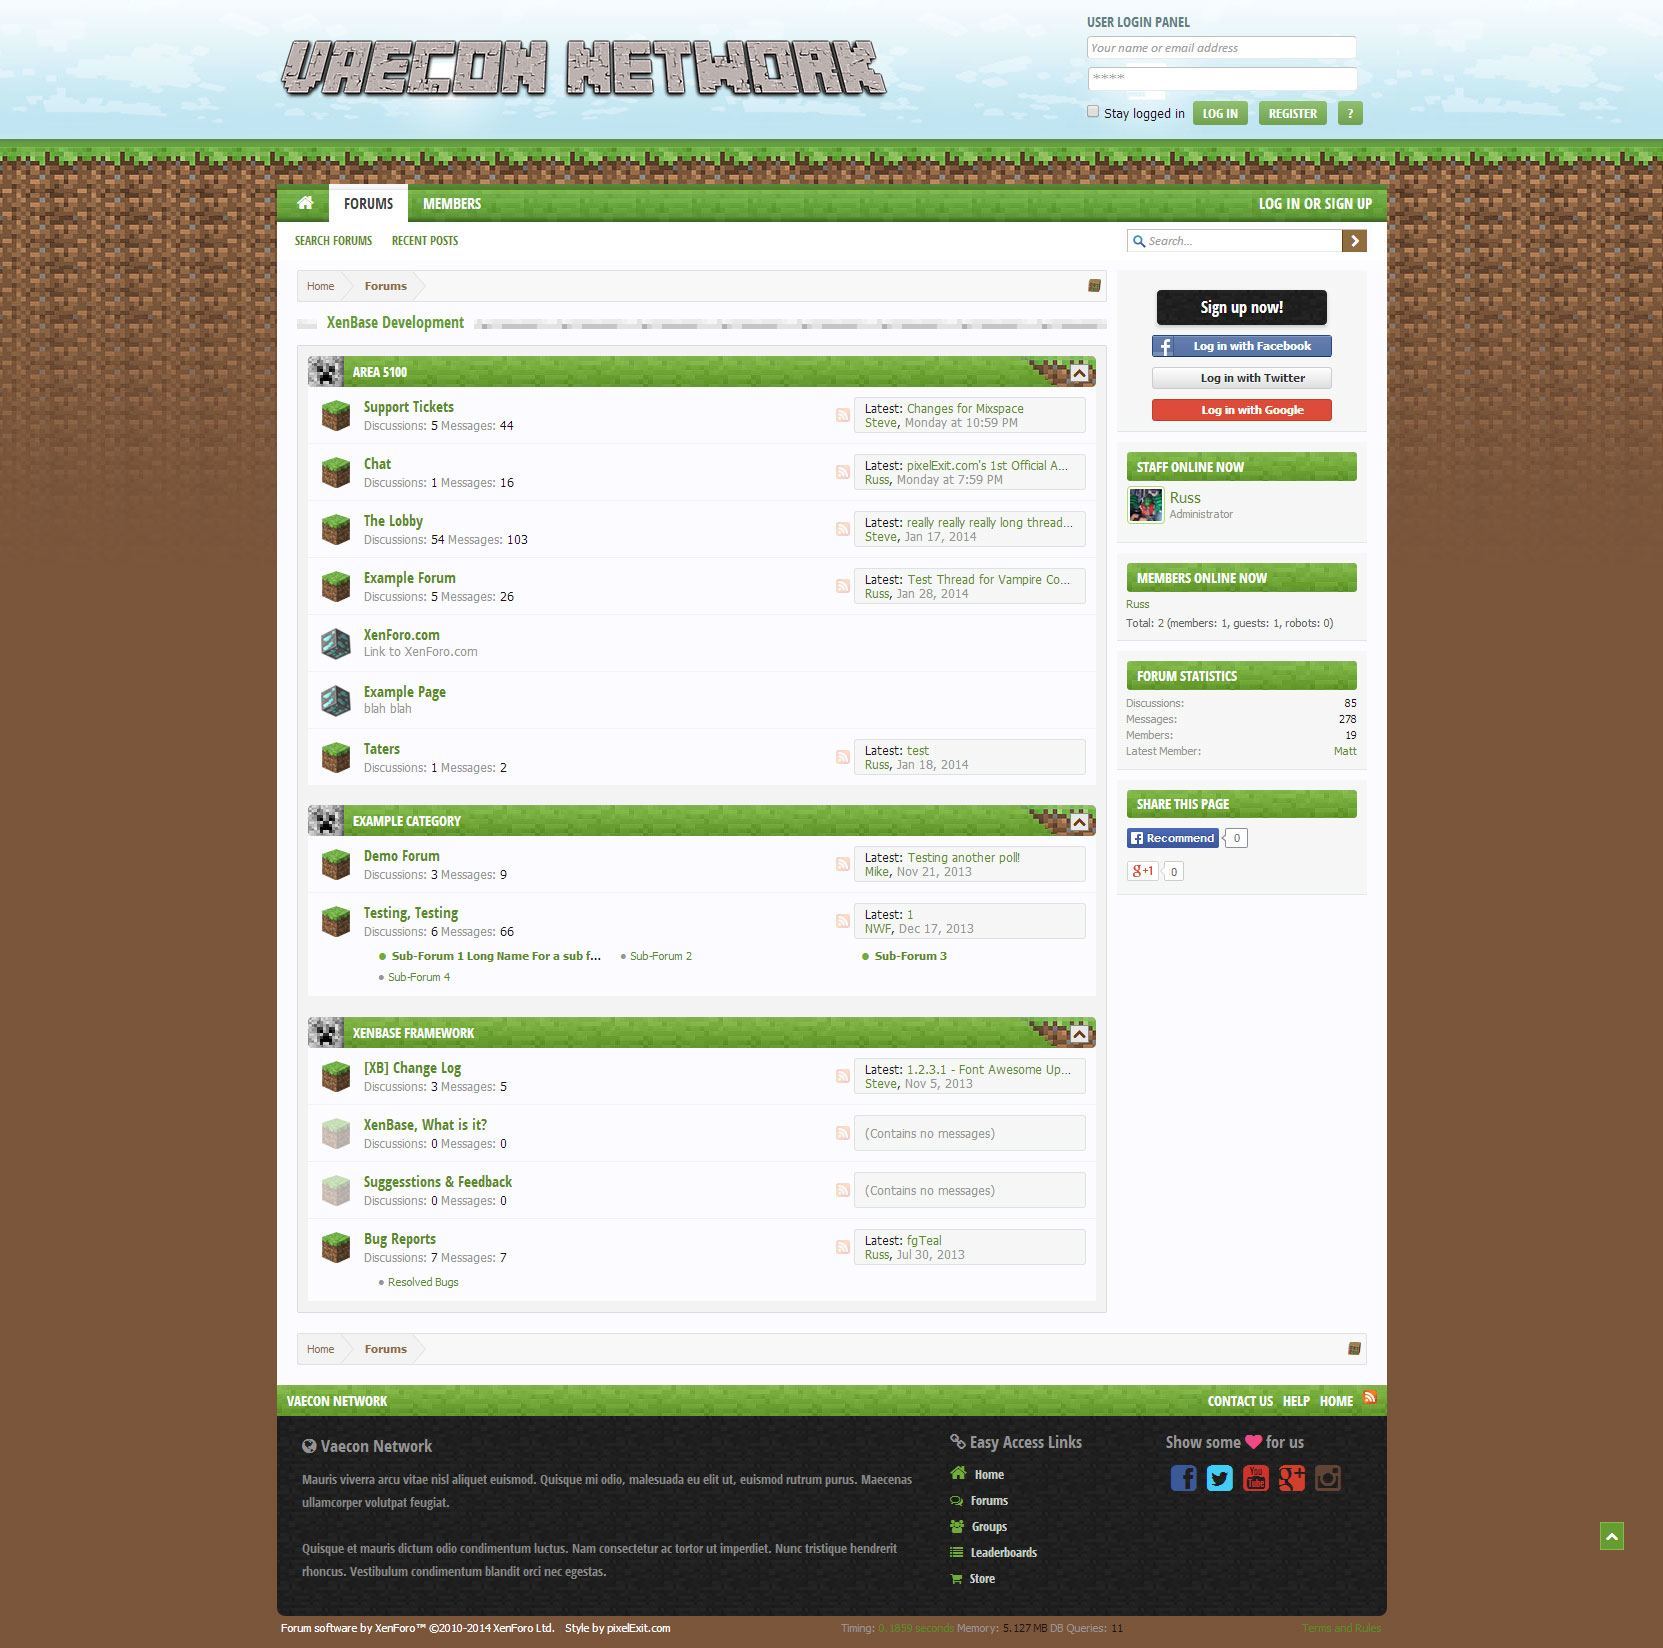 VAECON NETWORK
USER LOGIN PANEL
Your name or email address
****
Stay logged in LOG IN REGISTER ?
FORUMS MEMBERS LOG IN OR SIGN UP
SEARCH FORUMS RECENT POSTS Search...
Home Forums
XenBase Development
AREA 5100
Support Tickets
Discussions: 5 Messages: 44
Latest: Changes for Mixspace
Steve, Monday at 10:59 PM
Chat
Discussions: 1 Messages: 16
Latest: pixelExit.com's 1st Official A...
Russ, Monday at 7:59 PM
The Lobby
Discussions: 54 Messages: 103
Latest: really really really long thread...
Steve, Jan 17, 2014
Example Forum
Discussions: 5 Messages: 26
Latest: Test Thread for Vampire Co...
Russ, Jan 28, 2014
XenForo.com
Link to XenForo.com
Example Page
blah blah
Taters
Discussions: 1 Messages: 2
Latest: test
Russ, Jan 18, 2014
EXAMPLE CATEGORY
Demo Forum
Discussions: 3 Messages: 9
Latest: Testing another poll!
Mike, Nov 21, 2013
Testing, Testing
Discussions: 6 Messages: 66
Latest: 1
NWF, Dec 17, 2013
Sub-Forum 1 Long Name For a sub f... Sub-Forum 2 Sub-Forum 3
Sub-Forum 4
XENBASE FRAMEWORK
[XB] Change Log
Discussions: 3 Messages: 5
Latest: 1.2.3.1 - Font Awesome Up...
Steve, Nov 5, 2013
XenBase, What is it?
Discussions: 0 Messages: 0
(Contains no messages)
Suggesstions & Feedback
Discussions: 0 Messages: 0
(Contains no messages)
Bug Reports
Discussions: 7 Messages: 7
Latest: fgTeal
Russ, Jul 30, 2013
Resolved Bugs
Sign up now!
Log in with Facebook
Log in with Twitter
Log in with Google
STAFF ONLINE NOW
Russ
Administrator
MEMBERS ONLINE NOW
Russ
Total: 2 (members: 1, guests: 1, robots: 0)
FORUM STATISTICS
Discussions: 85
Messages: 278
Members: 19
Latest Member: Matt
SHARE THIS PAGE
Recommend 0
g+1 0
Home Forums
VAECON NETWORK CONTACT US HELP HOME
Vaecon Network
Mauris viverra arcu vitae nisl aliquet euismod. Quisque mi odio, malesuada eu elit ut, euismod rutrum purus. Maecenas
ullamcorper volutpat feugiat.
Quisque et mauris dictum odio condimentum luctus. Nam consectetur ac tortor ut imperdiet. Nunc tristique hendrerit
rhoncus. Vestibulum condimentum blandit orci nec egestas.
Easy Access Links
Home
Forums
Groups
Leaderboards
Store
Show some for us
You Tube
Forum software by XenForo™ ©2010-2014 XenForo Ltd. Style by pixelExit.com
Timing: 0.1859 seconds Memory: 5.127 MB DB Queries: 11
Terms and Rules